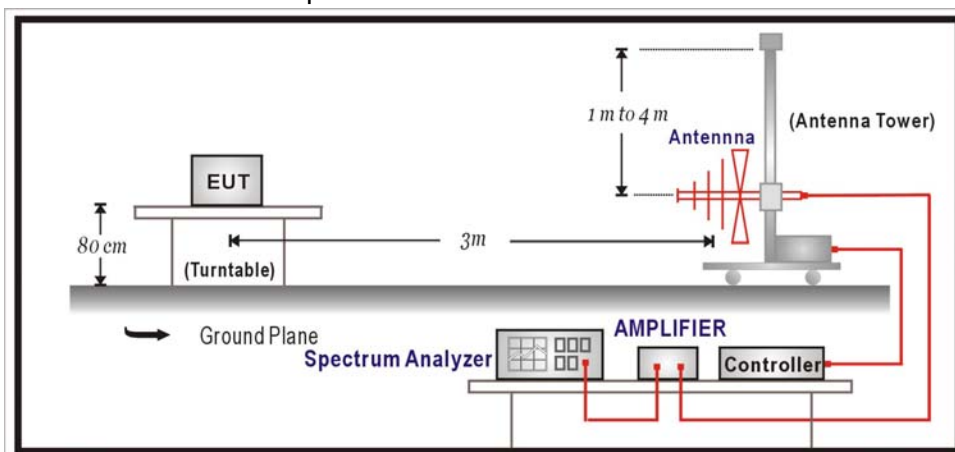 1 m to 4 m
(Antenna Tower)
Antennna
EUT
80 cm
3m
(Turntable)
Ground Plane
AMPLIFIER
Spectrum Analyzer
Controller